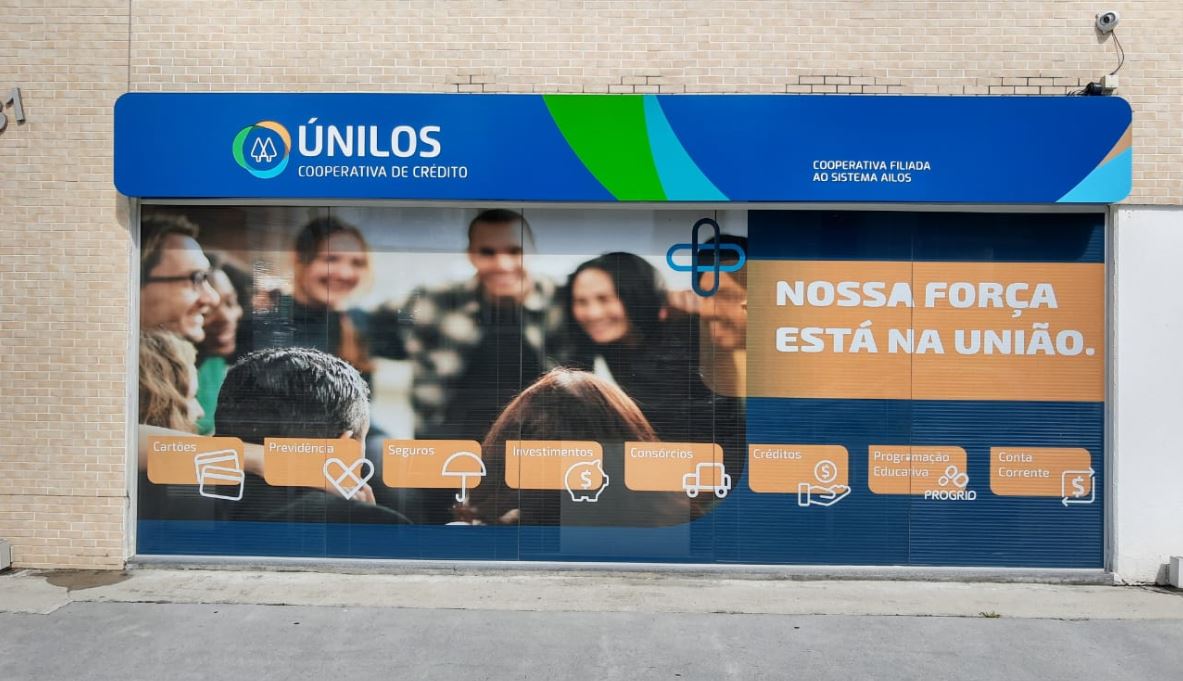 31
ÚNILOS
COOPERATIVA DE CRÉDITO
COOPERATIVA FILIADA
AO SISTEMA AILOS
NOSSA FORÇA
ESTÁ NA UNIÃO.
Cartões
Previdência
Seguros
Investimentos
Consórcios
Créditos
Programação
Educativa
PROGRID
Conta
Corrente